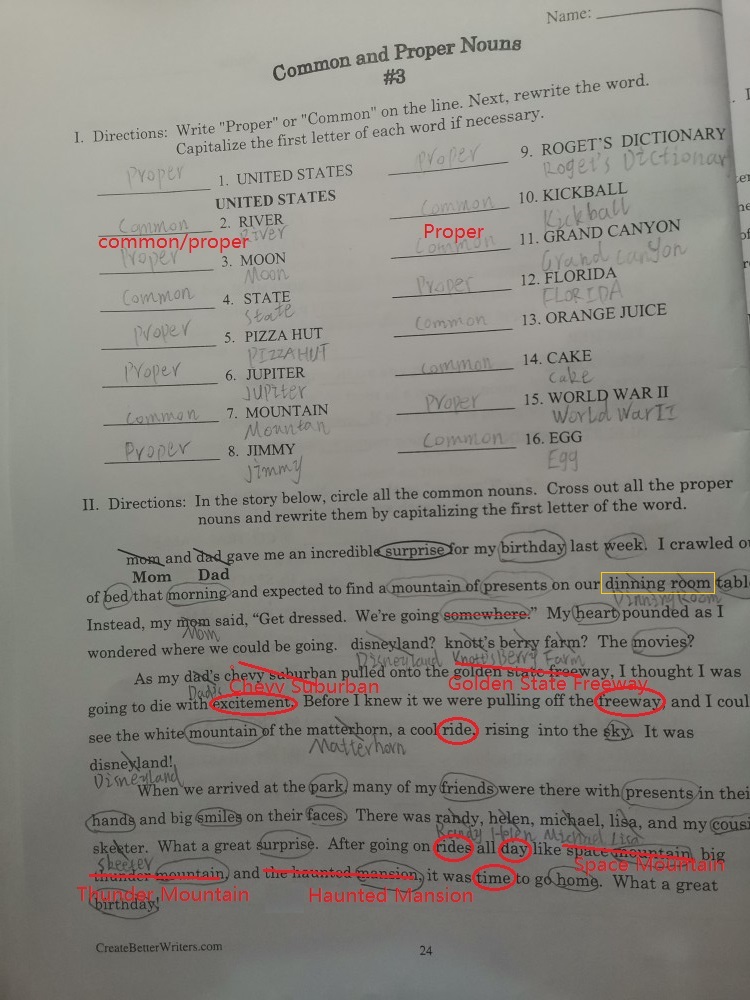 Name:
Common and Proper Nouns
#3
I. Directions: Write "Proper" or "Common" on the line. Next, rewrite the word.
Capitalize the first letter of each word if necessary.
Proper 1. UNITED STATES
UNITED STATES
Common 2. RIVER
common/proper River
Proper 3. MOON
Moon
Common 4. STATE
State
Proper 5. PIZZA HUT
PIZZA HUT
Proper 6. JUPITER
Jupiter
Common 7. MOUNTAIN
Mountan
Proper 8. JIMMY
Jimmy
Proper 9. ROGET'S DICTIONARY
Roget's Dictionar
Common 10. KICKBALL
Kickball
Proper
Common 11. GRAND CANYON
Grand canyon
Proper 12. FLORIDA
FLORIDA
Common 13. ORANGE JUICE
Common 14. CAKE
Cake
Proper 15. WORLD WAR II
World War II
Common 16. EGG
Egg
II. Directions: In the story below, circle all the common nouns. Cross out all the proper
nouns and rewrite them by capitalizing the first letter of the word.
mom and dad gave me an incredible surprise for my birthday last week. I crawled o
Mom Dad
of bed that morning and expected to find a mountain of presents on our dinning room tabl
Dinning Room
Instead, my mom said, "Get dressed. We're going somewhere." My heart pounded as I
Mom
wondered where we could be going. disneyland? knott's berry farm? The movies?
Disneyland Knott's Berry Farm
As my dad's chevy suburban pulled onto the golden state freeway, I thought I was
Dad's Chevy Suburban Golden State Freeway
going to die with excitement. Before I knew it we were pulling off the freeway, and I coul
see the white mountain of the matterhorn, a cool ride, rising into the sky. It was
Matterhorn
disneyland!
Disneyland
When we arrived at the park, many of my friends were there with presents in thei
hands and big smiles on their faces. There was randy, helen, michael, lisa, and my cousi
Randy Helen Michael Lisa
skeeter. What a great surprise. After going on rides all day like space mountain, big
Skeeter Space Mountain
thunder mountain, and the haunted mansion, it was time to go home. What a great
Thunder Mountain Haunted Mansion
birthday!
CreateBetterWriters.com
24